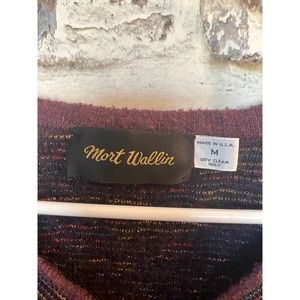 Mort Wallin
MADE IN U.S.A.
M
DRY CLEAN
ONLY